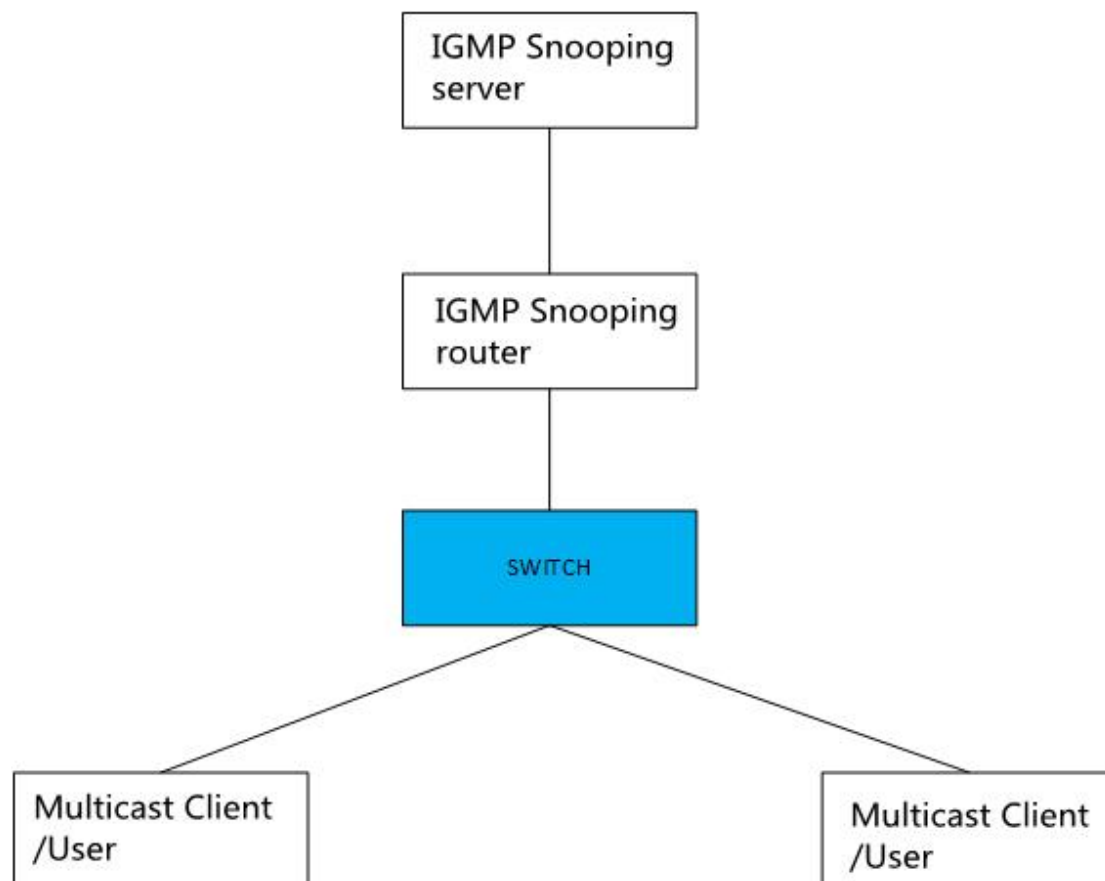 IGMP Snooping
server
IGMP Snooping
router
SWITCH
Multicast Client
/User
Multicast Client
/User